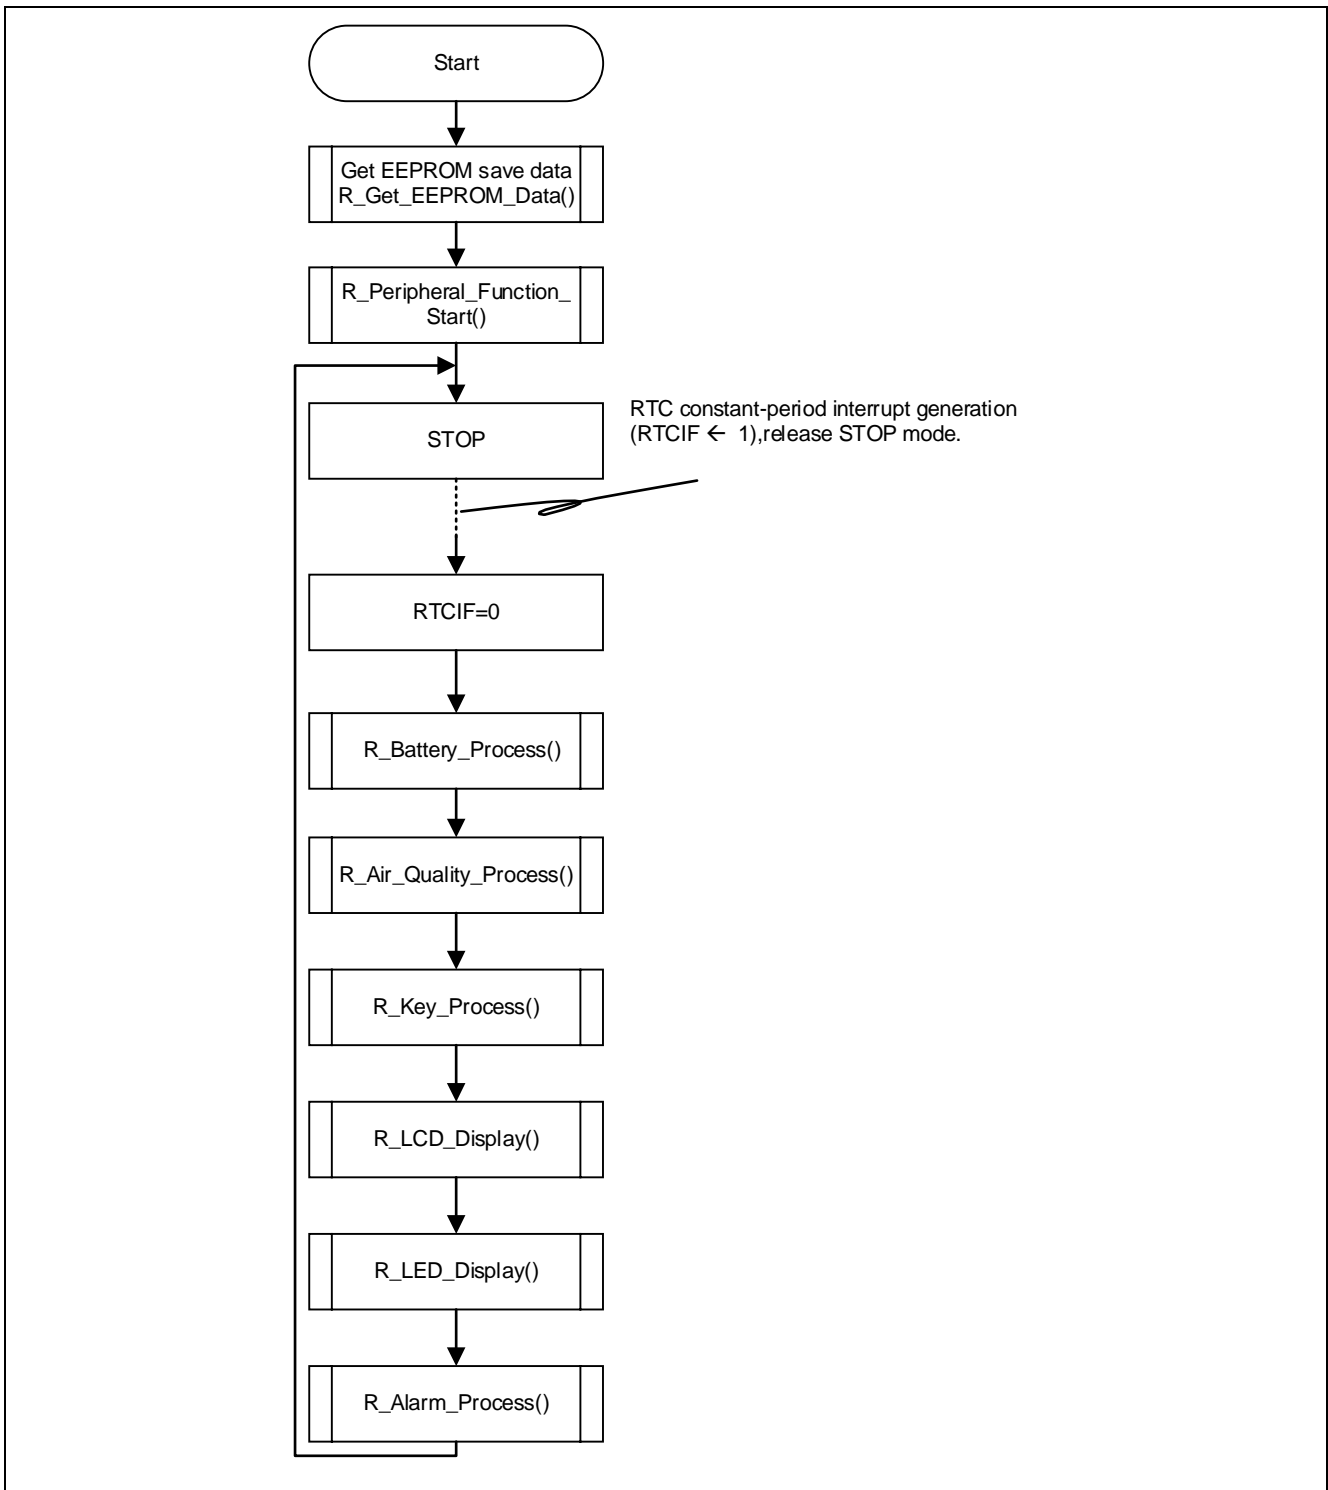 Start
Get EEPROM save data
R_Get_EEPROM_Data()
R_Peripheral_Function_
Start()
STOP
RTC constant-period interrupt generation
(RTCIF ← 1),release STOP mode.
RTCIF=0
R_Battery_Process()
R_Air_Quality_Process()
R_Key_Process()
R_LCD_Display()
R_LED_Display()
R_Alarm_Process()